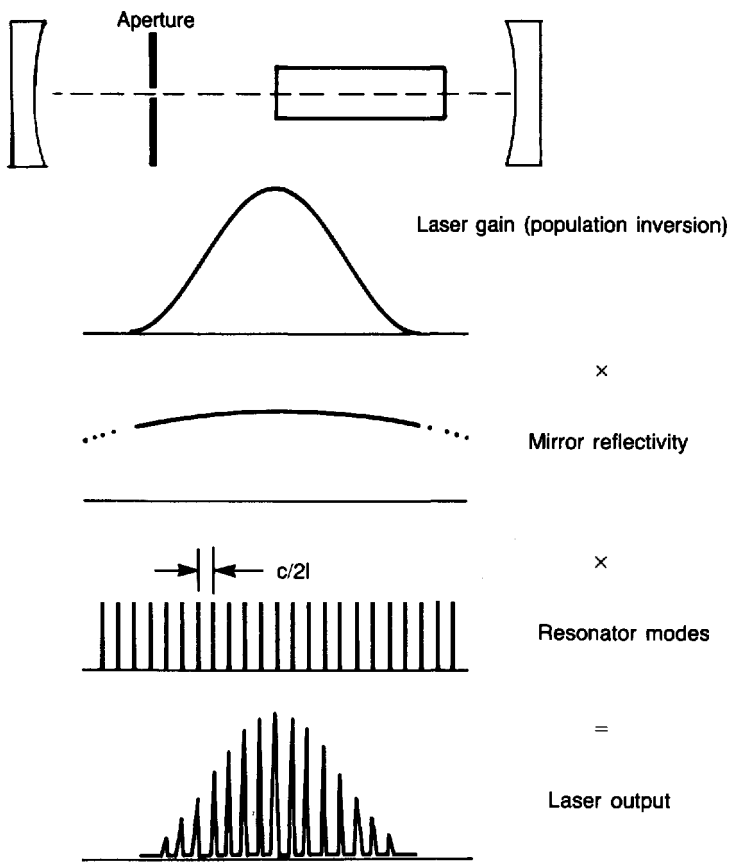 Aperture
Laser gain (population inversion)
×
Mirror reflectivity
c/2l
×
Resonator modes
=
Laser output